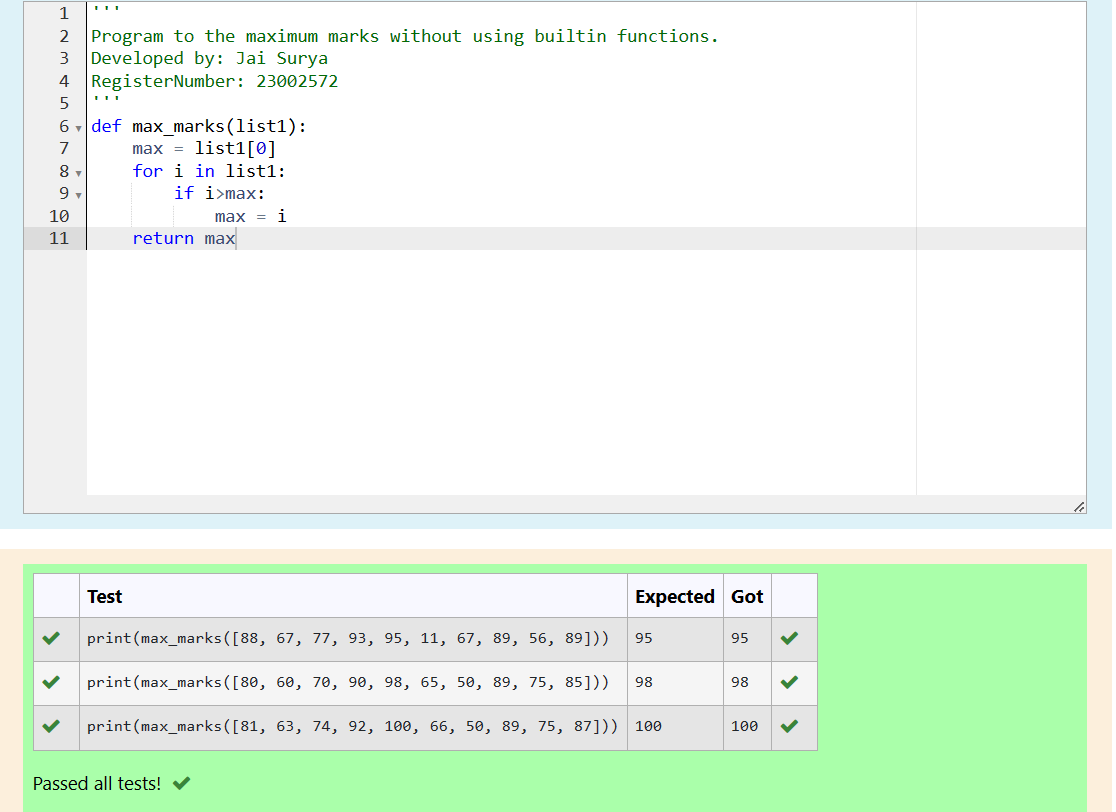 1 '''
2 Program to the maximum marks without using builtin functions.
3 Developed by: Jai Surya
4 RegisterNumber: 23002572
5 '''
6 def max_marks(list1):
7     max = list1[0]
8     for i in list1:
9         if i>max:
10             max = i
11     return max
Test Expected Got
print(max_marks([88, 67, 77, 93, 95, 11, 67, 89, 56, 89])) 95 95
print(max_marks([80, 60, 70, 90, 98, 65, 50, 89, 75, 85])) 98 98
print(max_marks([81, 63, 74, 92, 100, 66, 50, 89, 75, 87])) 100 100
Passed all tests!